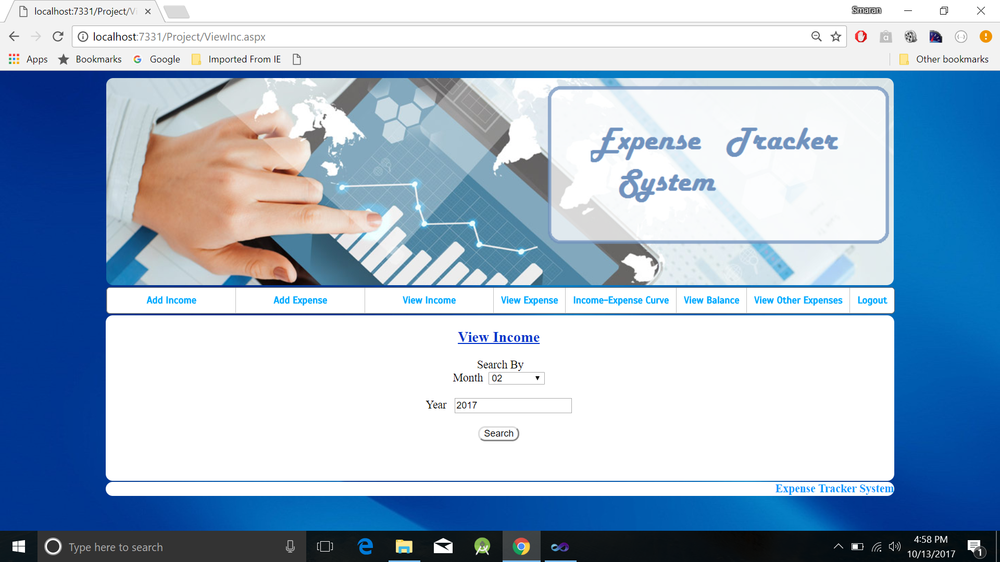 localhost:7331/Project/Vi
Smaran
localhost:7331/Project/ViewInc.aspx
Apps
Bookmarks
Google
Imported From IE
Other bookmarks
Expense Tracker
System
Add Income
Add Expense
View Income
View Expense
Income-Expense Curve
View Balance
View Other Expenses
Logout
View Income
Search By
Month 02
Year 2017
Search
Expense Tracker System
Type here to search
4:58 PM
10/13/2017
1